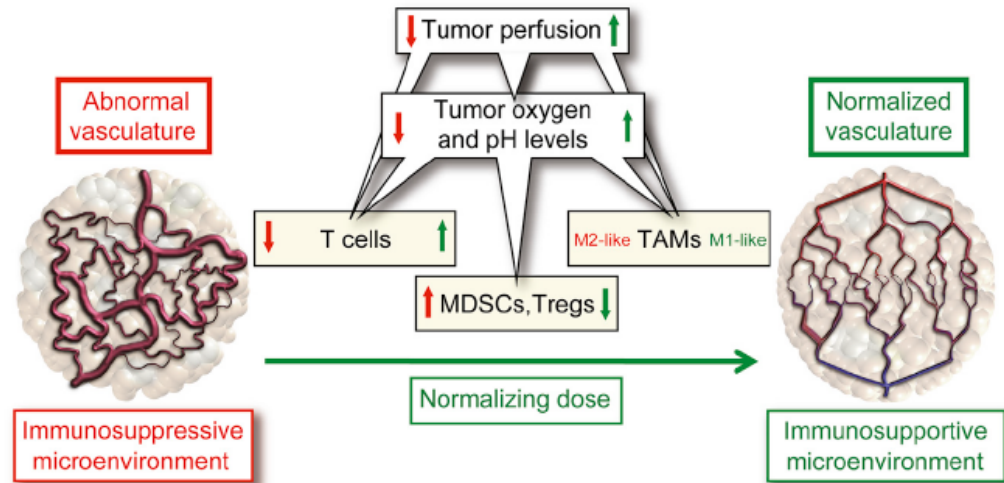 Tumor perfusion
Abnormal
vasculature
Tumor oxygen
and pH levels
Normalized
vasculature
T cells
M2-like TAMs M1-like
MDSCs,Tregs
Normalizing dose
Immunosuppressive
microenvironment
Immunosupportive
microenvironment